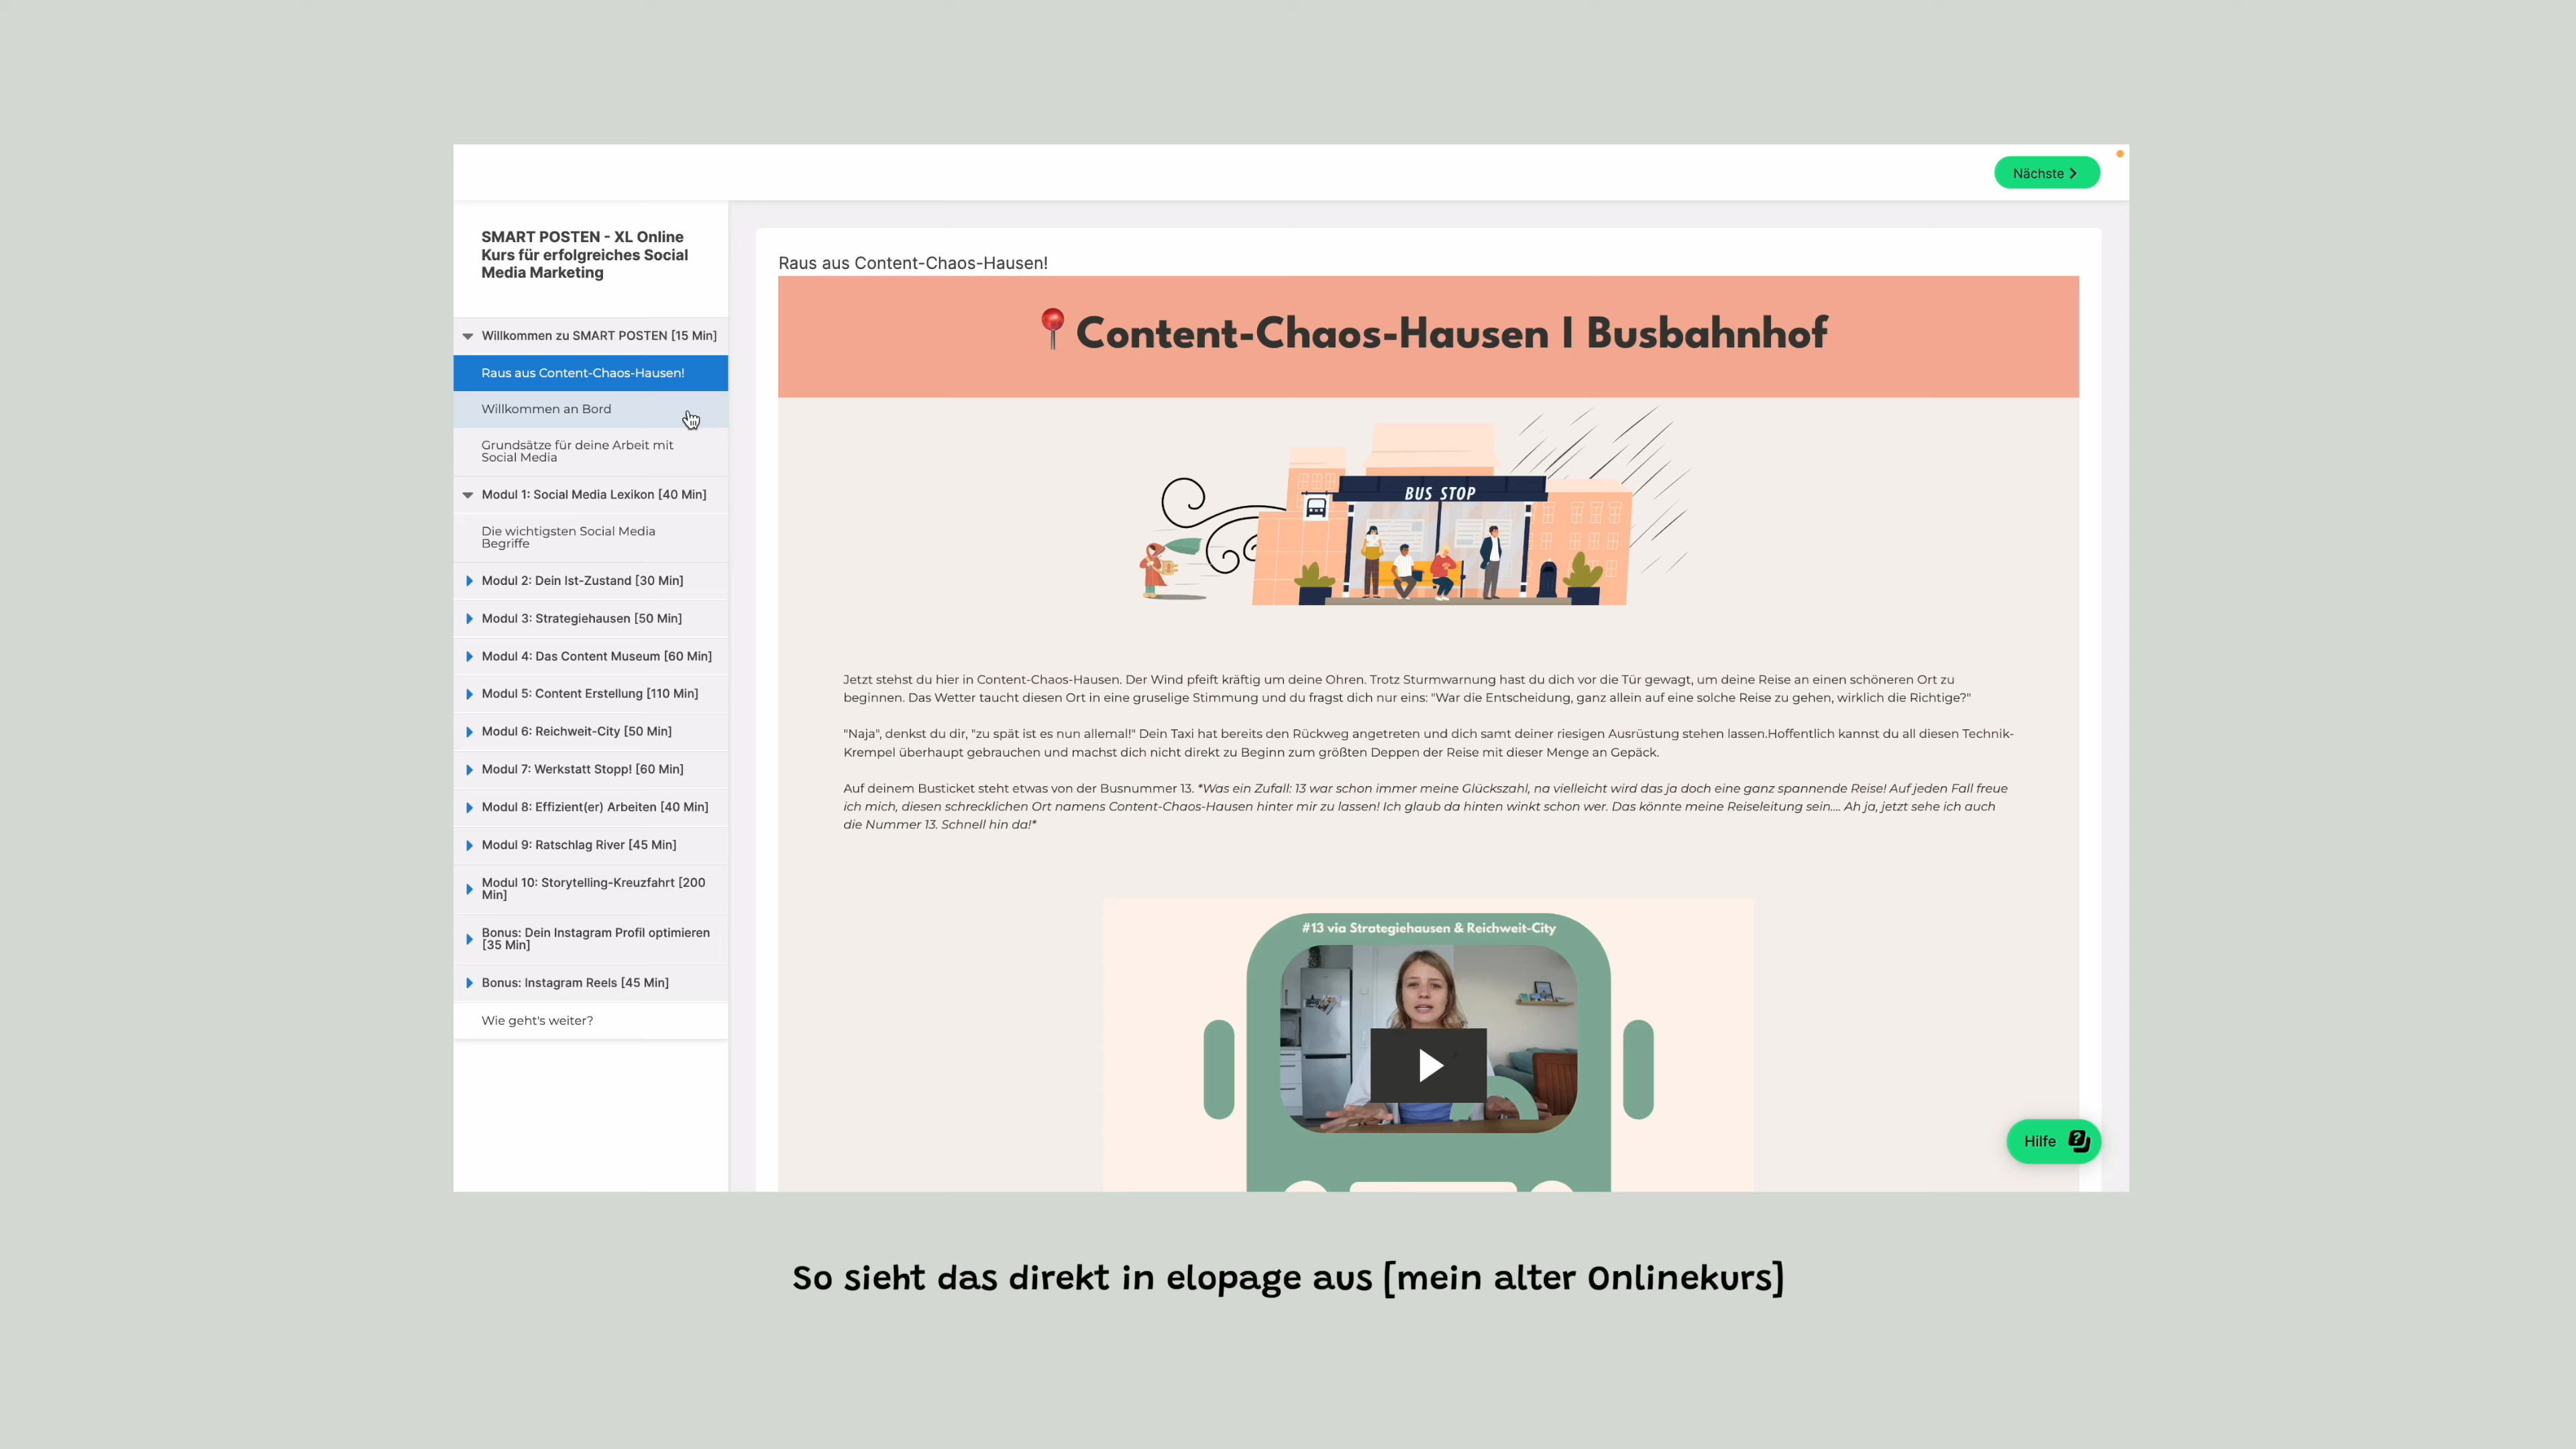 Nächste
SMART POSTEN - XL Online
Kurs für erfolgreiches Social
Media Marketing
Willkommen zu SMART POSTEN [15 Min]
Raus aus Content-Chaos-Hausen!
Willkommen an Bord
Grundsätze für deine Arbeit mit
Social Media
Modul 1: Social Media Lexikon [40 Min]
Die wichtigsten Social Media
Begriffe
Modul 2: Dein Ist-Zustand [30 Min]
Modul 3: Strategiehausen [50 Min]
Modul 4: Das Content Museum [60 Min]
Modul 5: Content Erstellung [110 Min]
Modul 6: Reichweit-City [50 Min]
Modul 7: Werkstatt Stopp! [60 Min]
Modul 8: Effizient(er) Arbeiten [40 Min]
Modul 9: Ratschlag River [45 Min]
Modul 10: Storytelling-Kreuzfahrt [200
Min]
Bonus: Dein Instagram Profil optimieren
[35 Min]
Bonus: Instagram Reels [45 Min]
Wie geht's weiter?
Raus aus Content-Chaos-Hausen!
Content-Chaos-Hausen I Busbahnhof
BUS STOP
Jetzt stehst du hier in Content-Chaos-Hausen. Der Wind pfeift kräftig um deine Ohren. Trotz Sturmwarnung hast du dich vor die Tür gewagt, um deine Reise an einen schöneren Ort zu
beginnen. Das Wetter taucht diesen Ort in eine gruselige Stimmung und du fragst dich nur eins: "War die Entscheidung, ganz allein auf eine solche Reise zu gehen, wirklich die Richtige?"
"Naja", denkst du dir, "zu spät ist es nun allemal!" Dein Taxi hat bereits den Rückweg angetreten und dich samt deiner riesigen Ausrüstung stehen lassen.Hoffentlich kannst du all diesen Technik-
Krempel überhaupt gebrauchen und machst dich nicht direkt zu Beginn zum größten Deppen der Reise mit dieser Menge an Gepäck.
Auf deinem Busticket steht etwas von der Busnummer 13. *Was ein Zufall: 13 war schon immer meine Glückszahl, na vielleicht wird das ja doch eine ganz spannende Reise! Auf jeden Fall freue
ich mich, diesen schrecklichen Ort namens Content-Chaos-Hausen hinter mir zu lassen! Ich glaub da hinten winkt schon wer. Das könnte meine Reiseleitung sein.... Ah ja, jetzt sehe ich auch
die Nummer 13. Schnell hin da!*
#13 via Strategiehausen & Reichweit-City
Hilfe
So sieht das direkt in elopage aus [mein alter Onlinekurs]